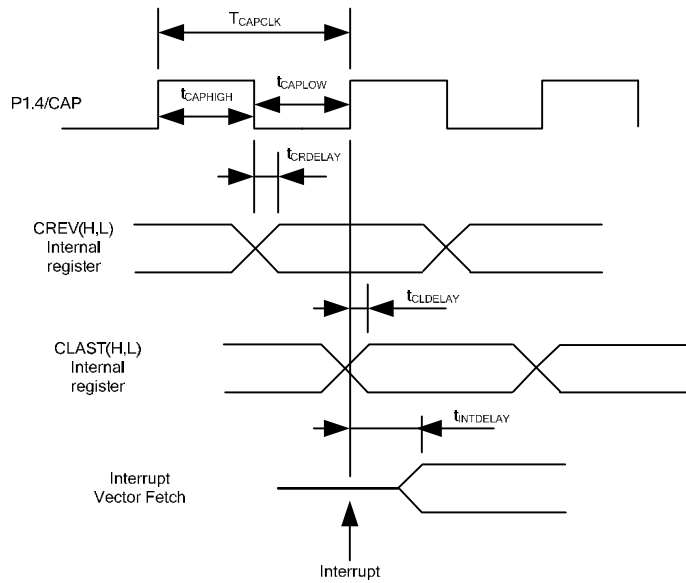 TCAPCLK
P1.4/CAP
tCAPHIGH
tCAPLOW
tCRDELAY
CREV(H,L)
Internal
register
tCLDELAY
CLAST(H,L)
Internal
register
tINTDELAY
Interrupt
Vector Fetch
Interrupt